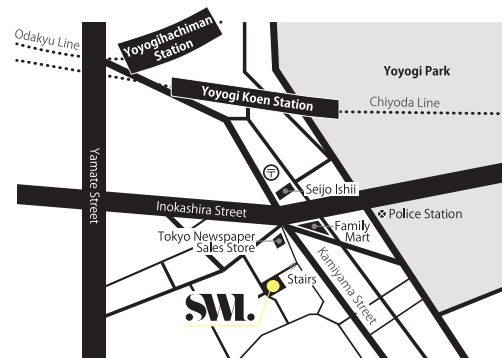 Odakyu Line
Yoyogihachiman
Station
Yoyogi Park
Yoyogi Koen Station
Chiyoda Line
Yamate Street
〒
Seijo Ishii
Inokashira Street
Police Station
Family
Mart
Tokyo Newspaper
Sales Store
Stairs
Kamiyama Street
SWL.